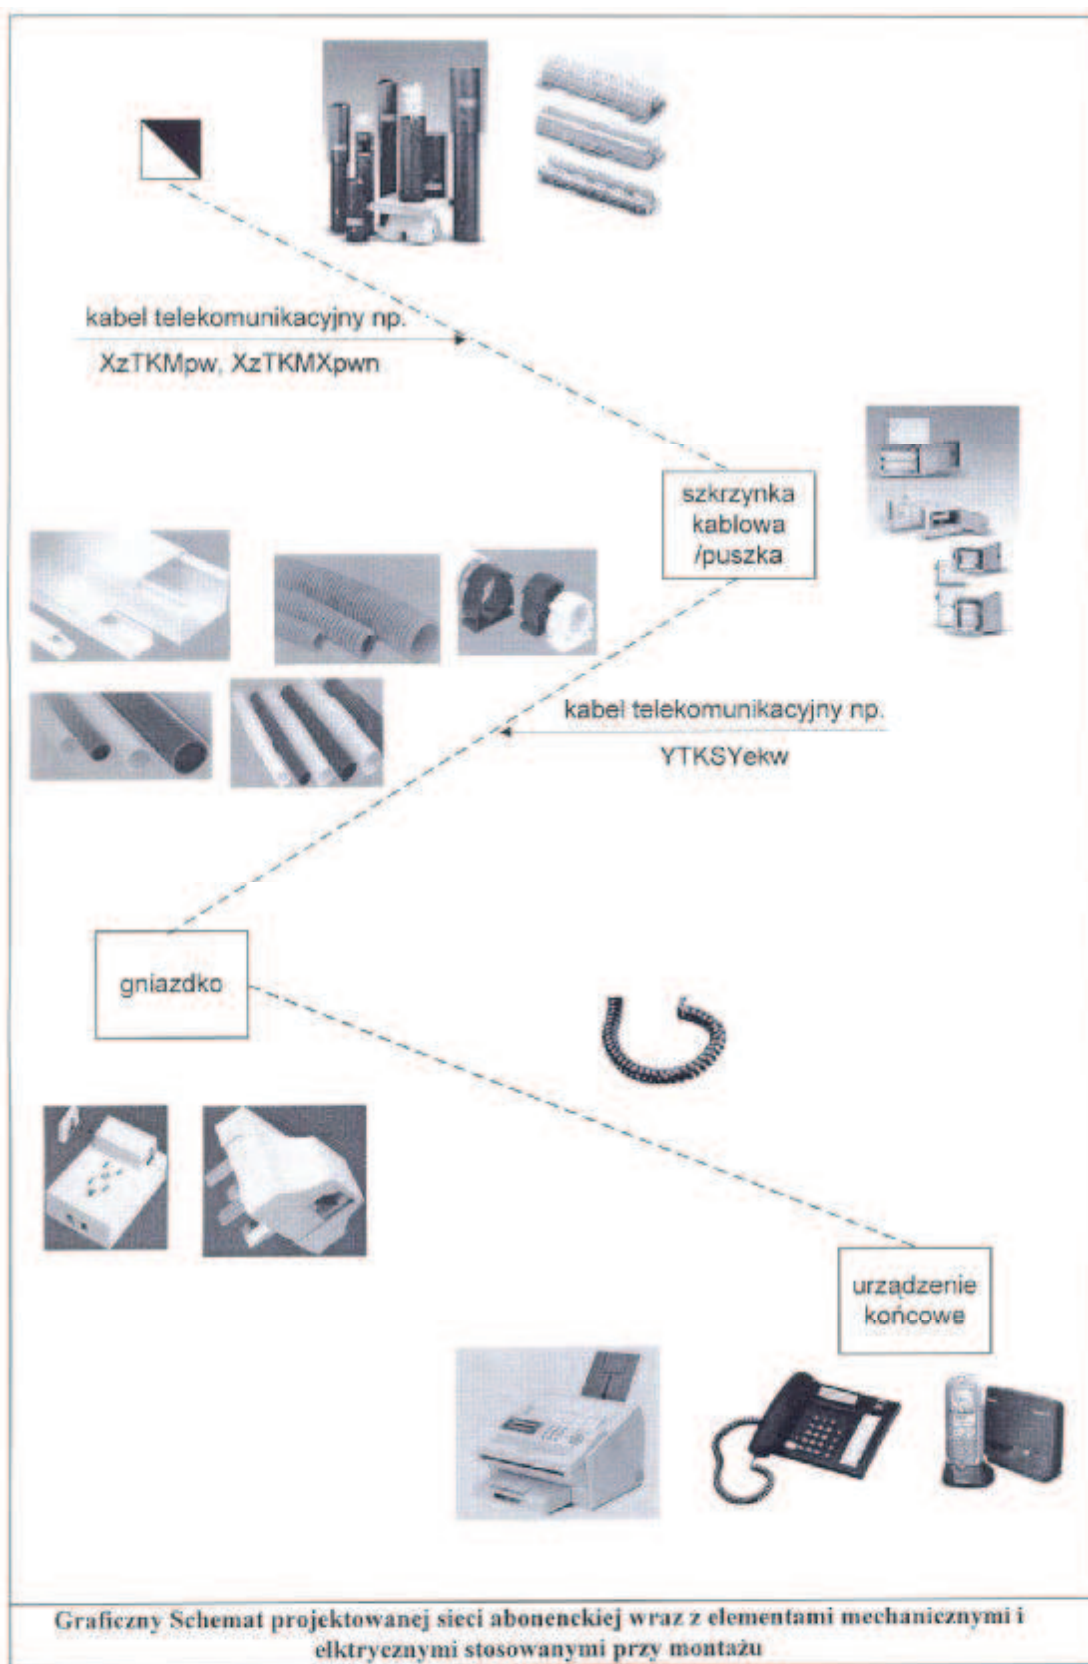 kabel telekomunikacyjny np.
XzTKMpw, XzTKMXpwn
szkrzynka
kablowa
/puszka
kabel telekomunikacyjny np.
YTKSYekw
gniazdko
urządzenie
końcowe
Graficzny Schemat projektowanej sieci abonenckiej wraz z elementami mechanicznymi i
elktrycznymi stosowanymi przy montażu